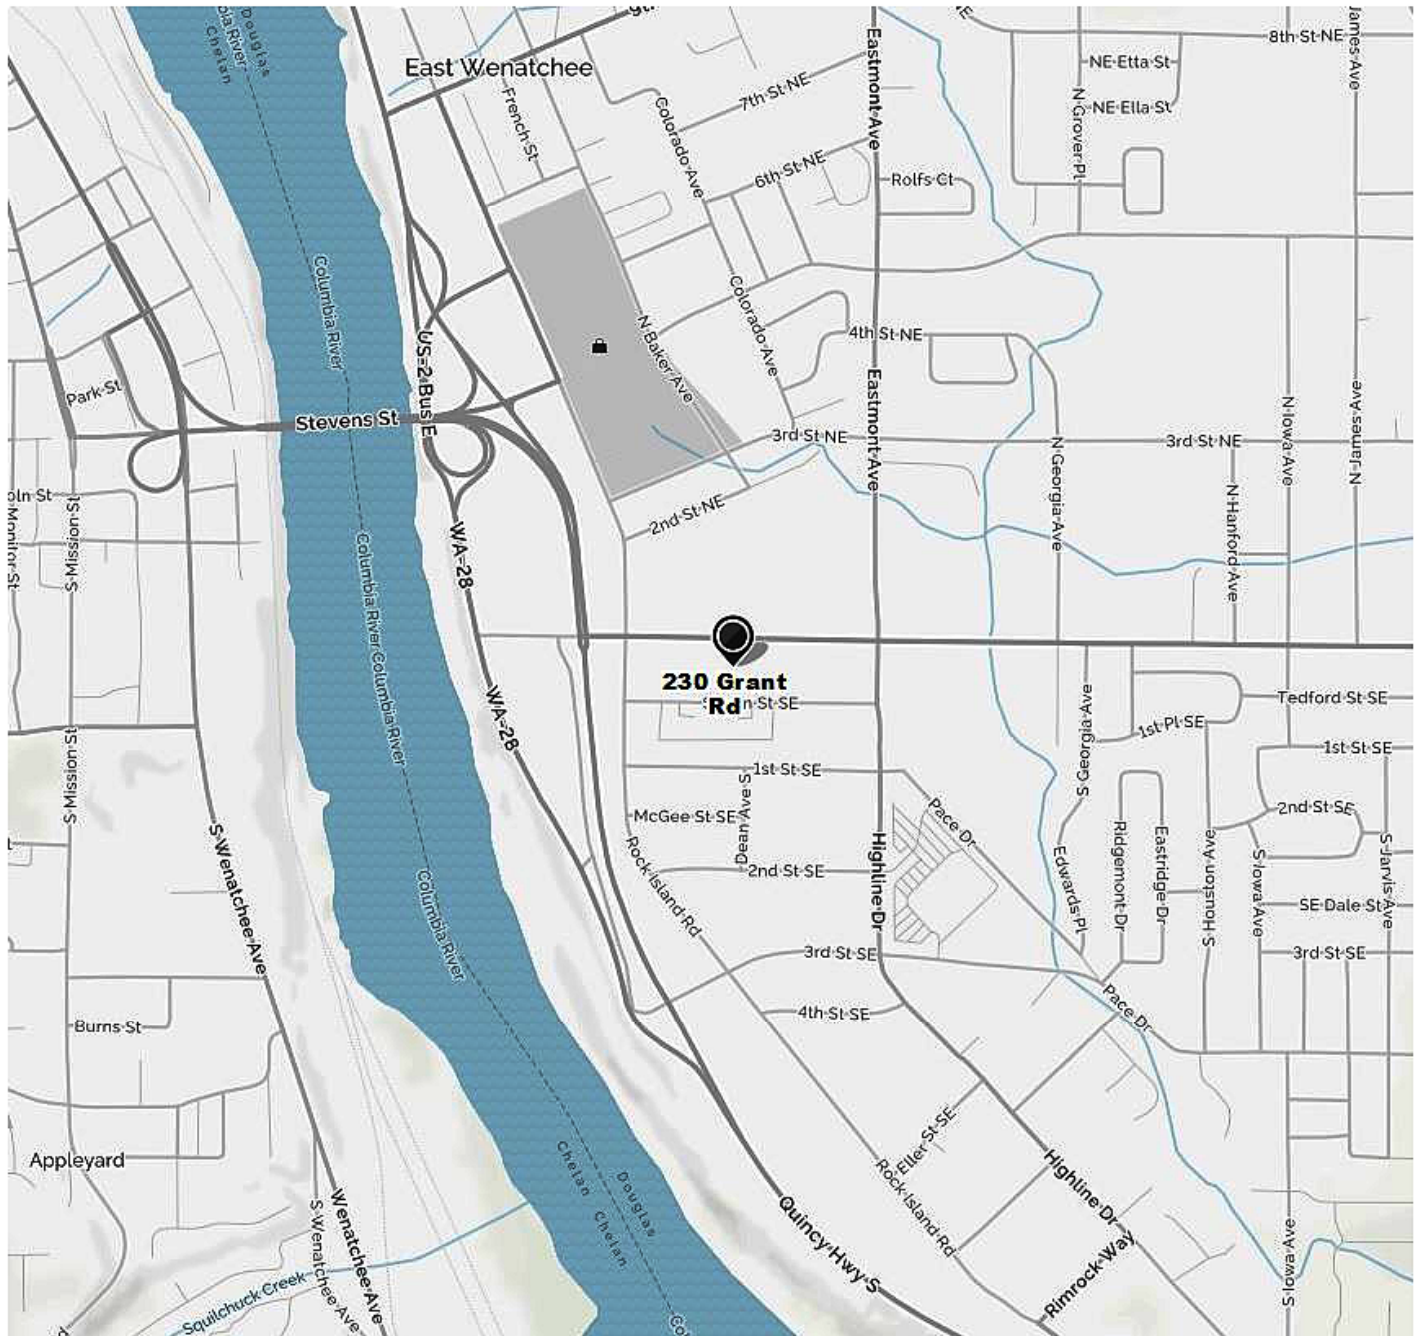 Douglas
Chelan
East Wenatchee
French St
Colorado Ave
7th St NE
Eastmont Ave
8th St NE
NE Etta St
NE Ella St
N Grover Pl
James Ave
6th St NE
Rolfs Ct
Columbia River
Colorado Ave
N Baker Ave
4th St NE
US-2 Bus E
Park St
Stevens St
3rd St NE
Eastmont Ave
3rd St NE
N Georgia Ave
N Iowa Ave
N James Ave
N Hanford Ave
oln St
Monitor St
S Mission St
2nd St NE
WA-28
Columbia River
Columbia River
230 Grant
Rd
n St SE
WA-28
S Georgia Ave
Tedford St SE
1st Pl SE
1st St SE
S Mission St
1st St SE
Dean Ave S
McGee St SE
Pace Dr
2nd St SE
S Wenatchee Ave
Rock Island Rd
2nd St SE
Highline Dr
Edwards Pl
Ridgemont Dr
Eastridge Dr
S Houston Ave
S Iowa Ave
S Jarvis Ave
SE Dale St
Columbia River
3rd St SE
3rd St SE
Burns St
4th St SE
Pace Dr
Appleyard
Eller St SE
Rock Island Rd
Highline Dr
Chelan
Douglas
Chelan
Quincy Hwy S
Rimrock Way
S Iowa Ave
Wenatchee Ave
S Wenatchee Ave
Squilchuck Creek